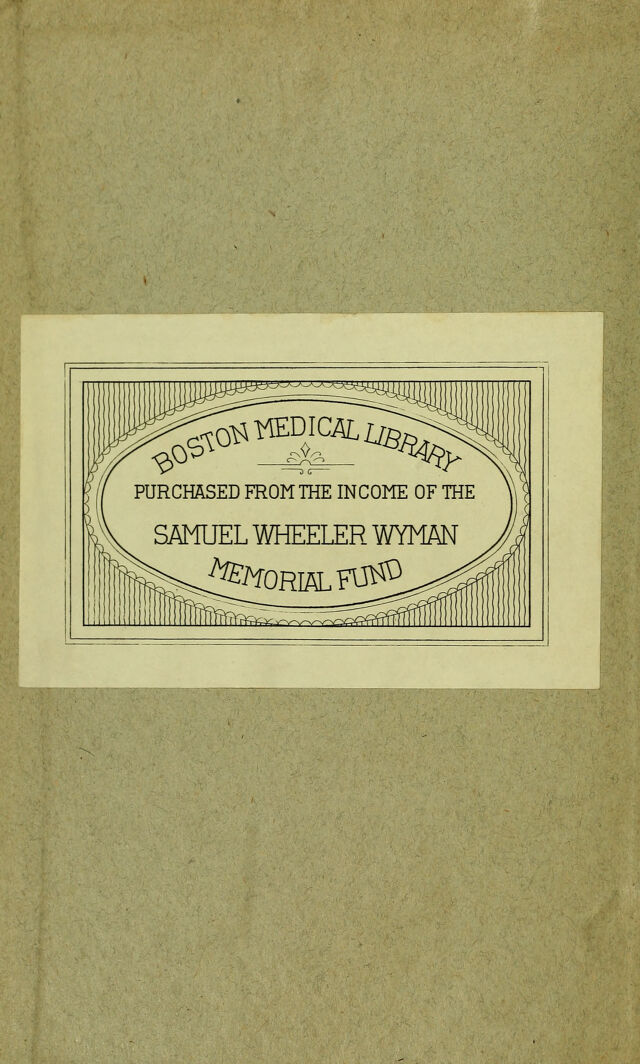 BOSTON MEDICAL LIBRARY
PURCHASED FROM THE INCOME OF THE
SAMUEL WHEELER WYMAN
MEMORIAL FUND